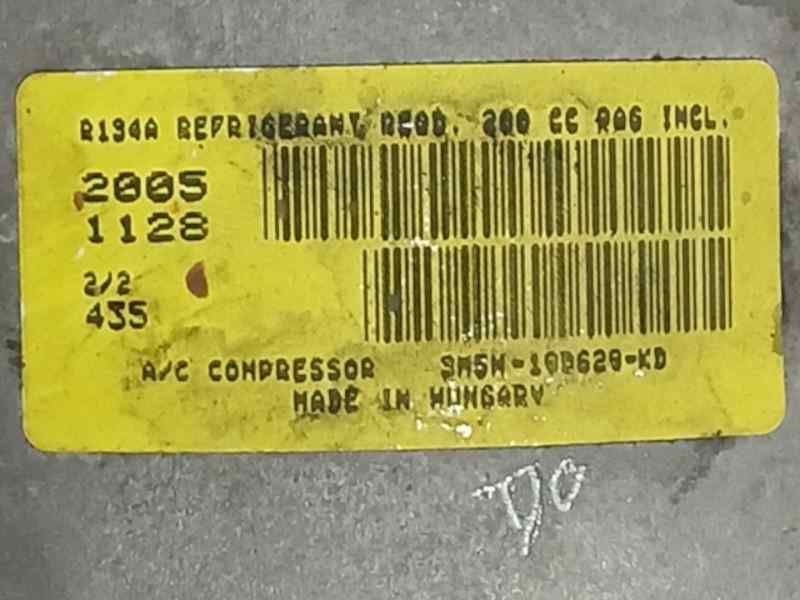 R134A REFRIGERANT, REQD. 200 CC PAG INCL.
2005
1128
2/2
435
A/C COMPRESSOR 3M5H-19D629-KD
MADE IN HUNGARY
Do